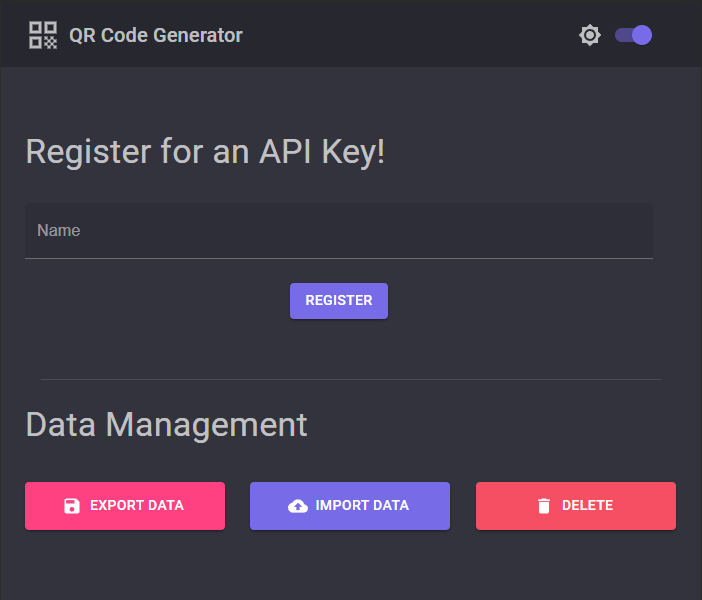 QR Code Generator
Register for an API Key!
Name
REGISTER
Data Management
EXPORT DATA
IMPORT DATA
DELETE